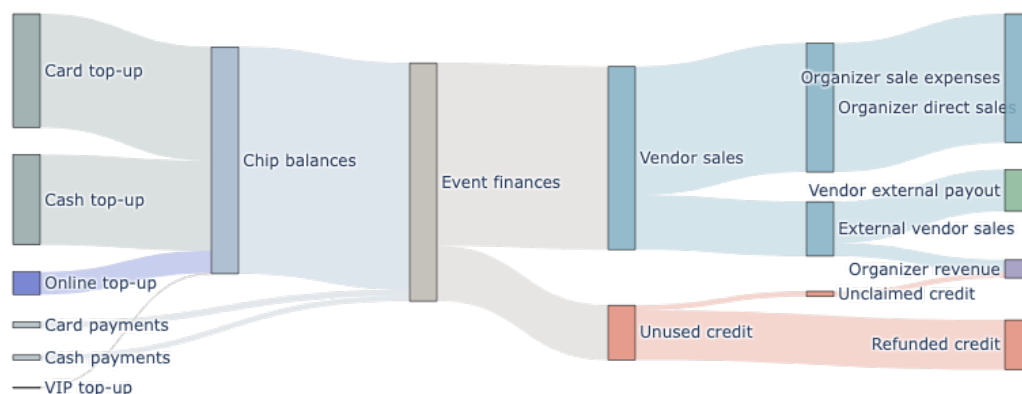 Card top-up
Cash top-up
Online top-up
Card payments
Cash payments
VIP top-up
Chip balances
Event finances
Vendor sales
Unused credit
Organizer sale expenses
Organizer direct sales
Vendor external payout
External vendor sales
Organizer revenue
Unclaimed credit
Refunded credit